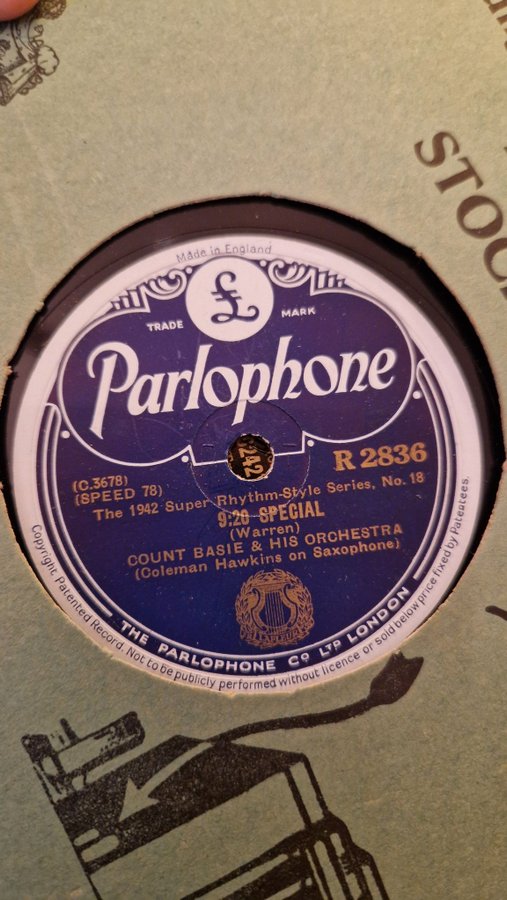 STOC
Made in England
£
TRADE MARK
Parlophone
R 2836
(C.3678)
(SPEED 78)
The 1942 Super Rhythm-Style Series, No. 18
9:20 SPECIAL
(Warren)
COUNT BASIE & HIS ORCHESTRA
(Coleman Hawkins on Saxophone)
THE PARLOPHONE CO LTD LONDON
Copyright. Patented Record. Not to be publicly performed without licence or sold below price fixed by Patentees.
242